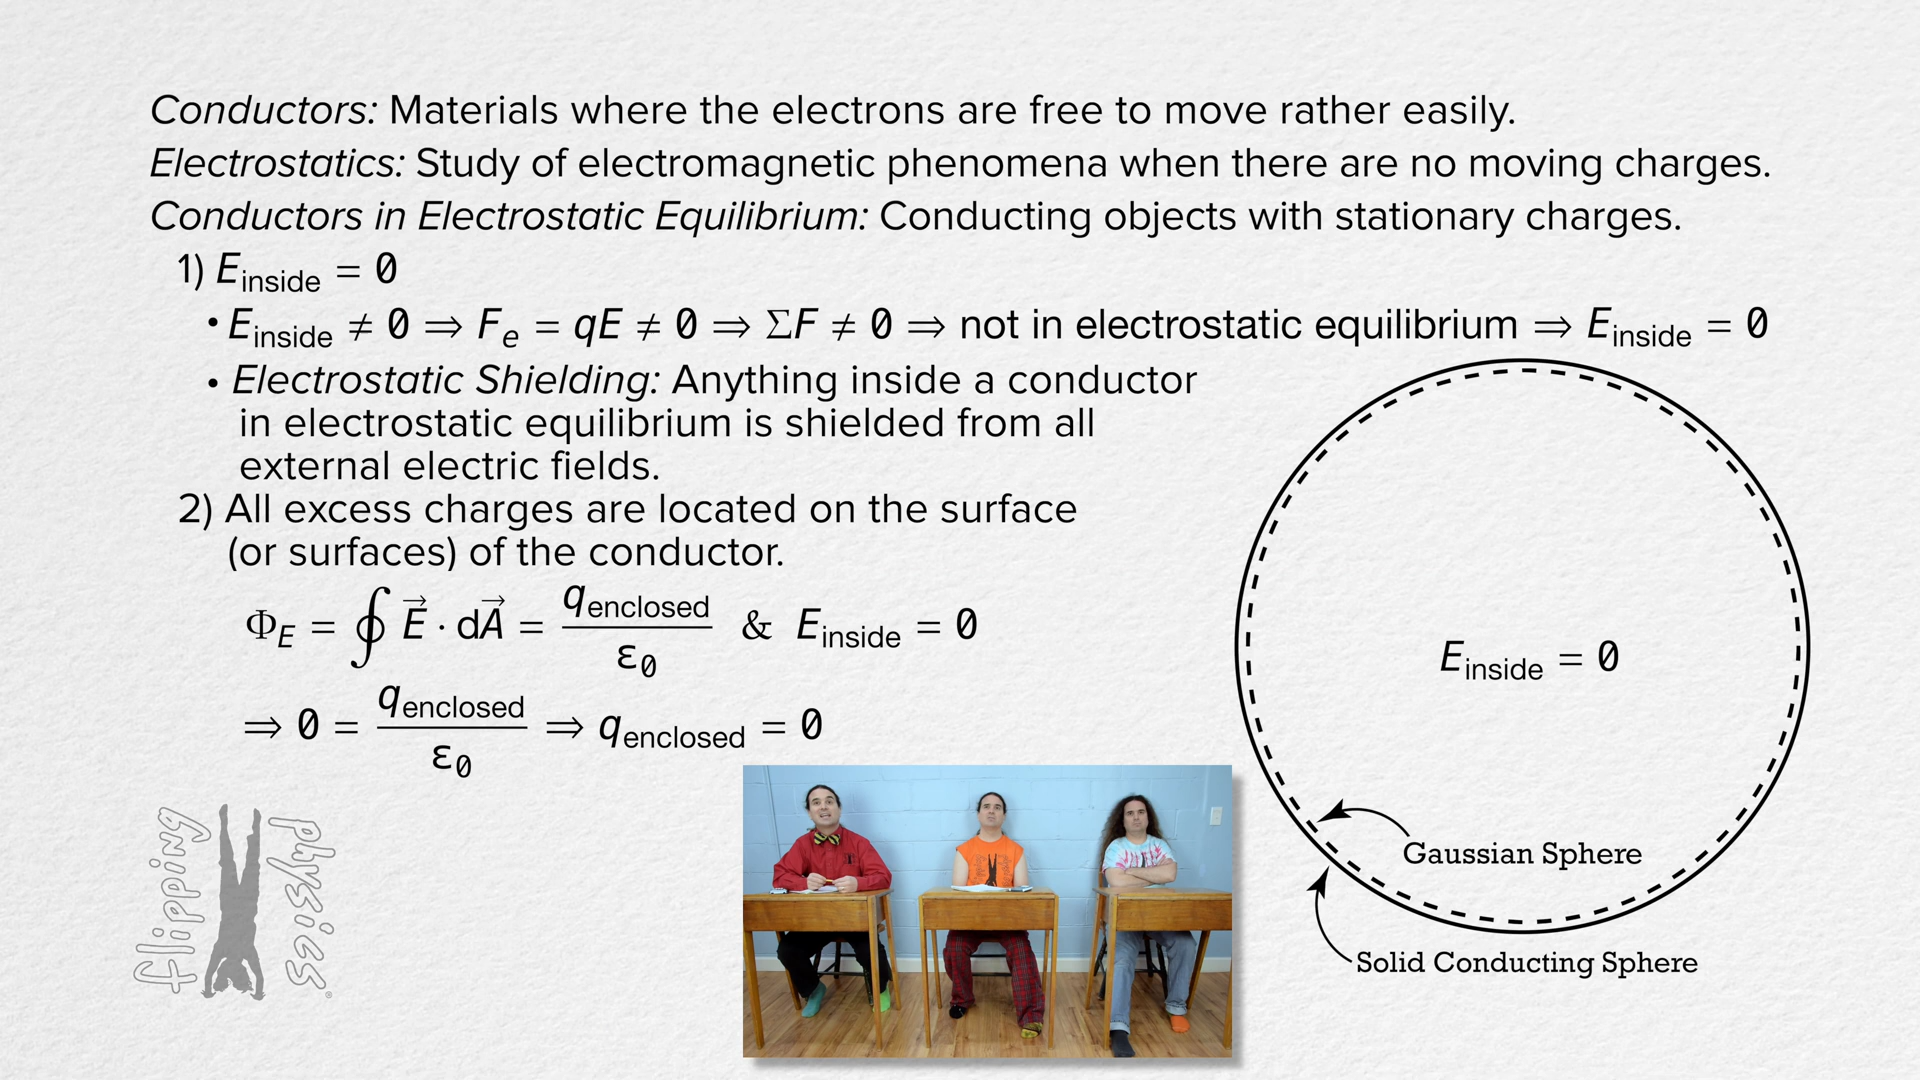 Conductors: Materials where the electrons are free to move rather easily.
Electrostatics: Study of electromagnetic phenomena when there are no moving charges.
Conductors in Electrostatic Equilibrium: Conducting objects with stationary charges.
1) E_inside = 0
• E_inside ≠ 0 ⇒ F_e = qE ≠ 0 ⇒ ΣF ≠ 0 ⇒ not in electrostatic equilibrium ⇒ E_inside = 0
• Electrostatic Shielding: Anything inside a conductor
in electrostatic equilibrium is shielded from all
external electric fields.
2) All excess charges are located on the surface
(or surfaces) of the conductor.
Φ_E = ∮ E⃗ · dA⃗ = q_enclosed / ε_0 & E_inside = 0
⇒ 0 = q_enclosed / ε_0 ⇒ q_enclosed = 0
E_inside = 0
Gaussian Sphere
Solid Conducting Sphere
flipping
physics®